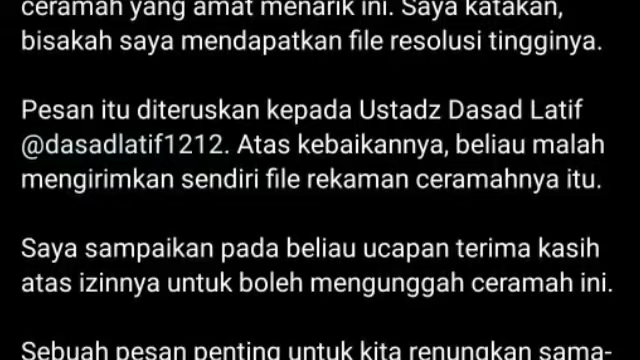 ceramah yang amat menarik ini. Saya katakan,
bisakah saya mendapatkan file resolusi tingginya.
Pesan itu diteruskan kepada Ustadz Dasad Latif
@dasadlatif1212. Atas kebaikannya, beliau malah
mengirimkan sendiri file rekaman ceramahnya itu.
Saya sampaikan pada beliau ucapan terima kasih
atas izinnya untuk boleh mengunggah ceramah ini.
Sebuah pesan penting untuk kita renungkan sama-